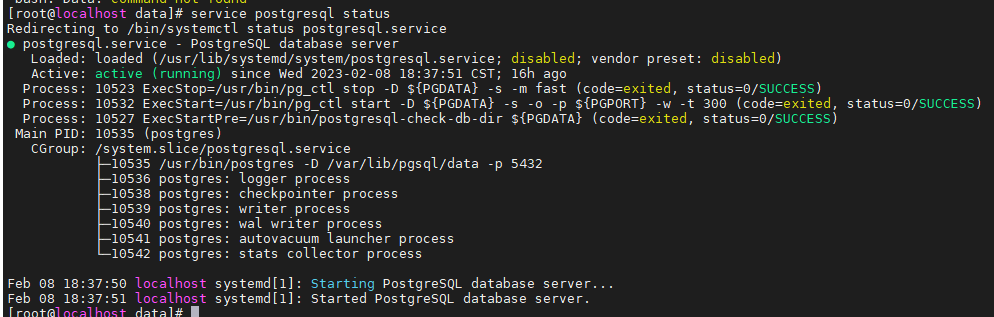 -bash: Data: command not found
[root@localhost data]# service postgresql status
Redirecting to /bin/systemctl status postgresql.service
● postgresql.service - PostgreSQL database server
   Loaded: loaded (/usr/lib/systemd/system/postgresql.service; disabled; vendor preset: disabled)
   Active: active (running) since Wed 2023-02-08 18:37:51 CST; 16h ago
  Process: 10523 ExecStop=/usr/bin/pg_ctl stop -D ${PGDATA} -s -m fast (code=exited, status=0/SUCCESS)
  Process: 10532 ExecStart=/usr/bin/pg_ctl start -D ${PGDATA} -s -o -p ${PGPORT} -w -t 300 (code=exited, status=0/SUCCESS)
  Process: 10527 ExecStartPre=/usr/bin/postgresql-check-db-dir ${PGDATA} (code=exited, status=0/SUCCESS)
 Main PID: 10535 (postgres)
   CGroup: /system.slice/postgresql.service
           ├─10535 /usr/bin/postgres -D /var/lib/pgsql/data -p 5432
           ├─10536 postgres: logger process
           ├─10538 postgres: checkpointer process
           ├─10539 postgres: writer process
           ├─10540 postgres: wal writer process
           ├─10541 postgres: autovacuum launcher process
           └─10542 postgres: stats collector process
Feb 08 18:37:50 localhost systemd[1]: Starting PostgreSQL database server...
Feb 08 18:37:51 localhost systemd[1]: Started PostgreSQL database server.
[root@localhost data]#